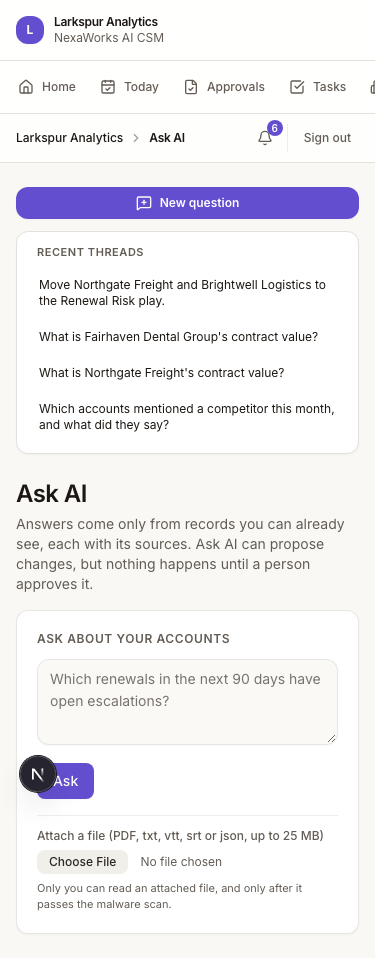 L
Larkspur Analytics
NexaWorks AI CSM
Home Today Approvals Tasks
Larkspur Analytics > Ask AI 6 Sign out
New question
RECENT THREADS
Move Northgate Freight and Brightwell Logistics to
the Renewal Risk play.
What is Fairhaven Dental Group's contract value?
What is Northgate Freight's contract value?
Which accounts mentioned a competitor this month,
and what did they say?
Ask AI
Answers come only from records you can already
see, each with its sources. Ask AI can propose
changes, but nothing happens until a person
approves it.
ASK ABOUT YOUR ACCOUNTS
Which renewals in the next 90 days have
open escalations?
N Ask
Attach a file (PDF, txt, vtt, srt or json, up to 25 MB)
Choose File No file chosen
Only you can read an attached file, and only after it
passes the malware scan.